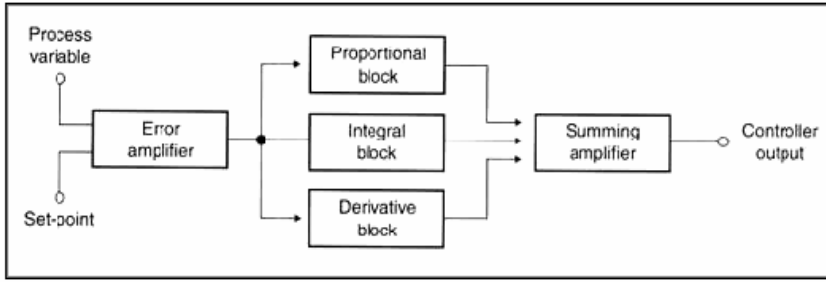 Process
variable
Error
amplifier
Set-point
Proportional
block
Integral
block
Derivative
block
Summing
amplifier
Controller
output